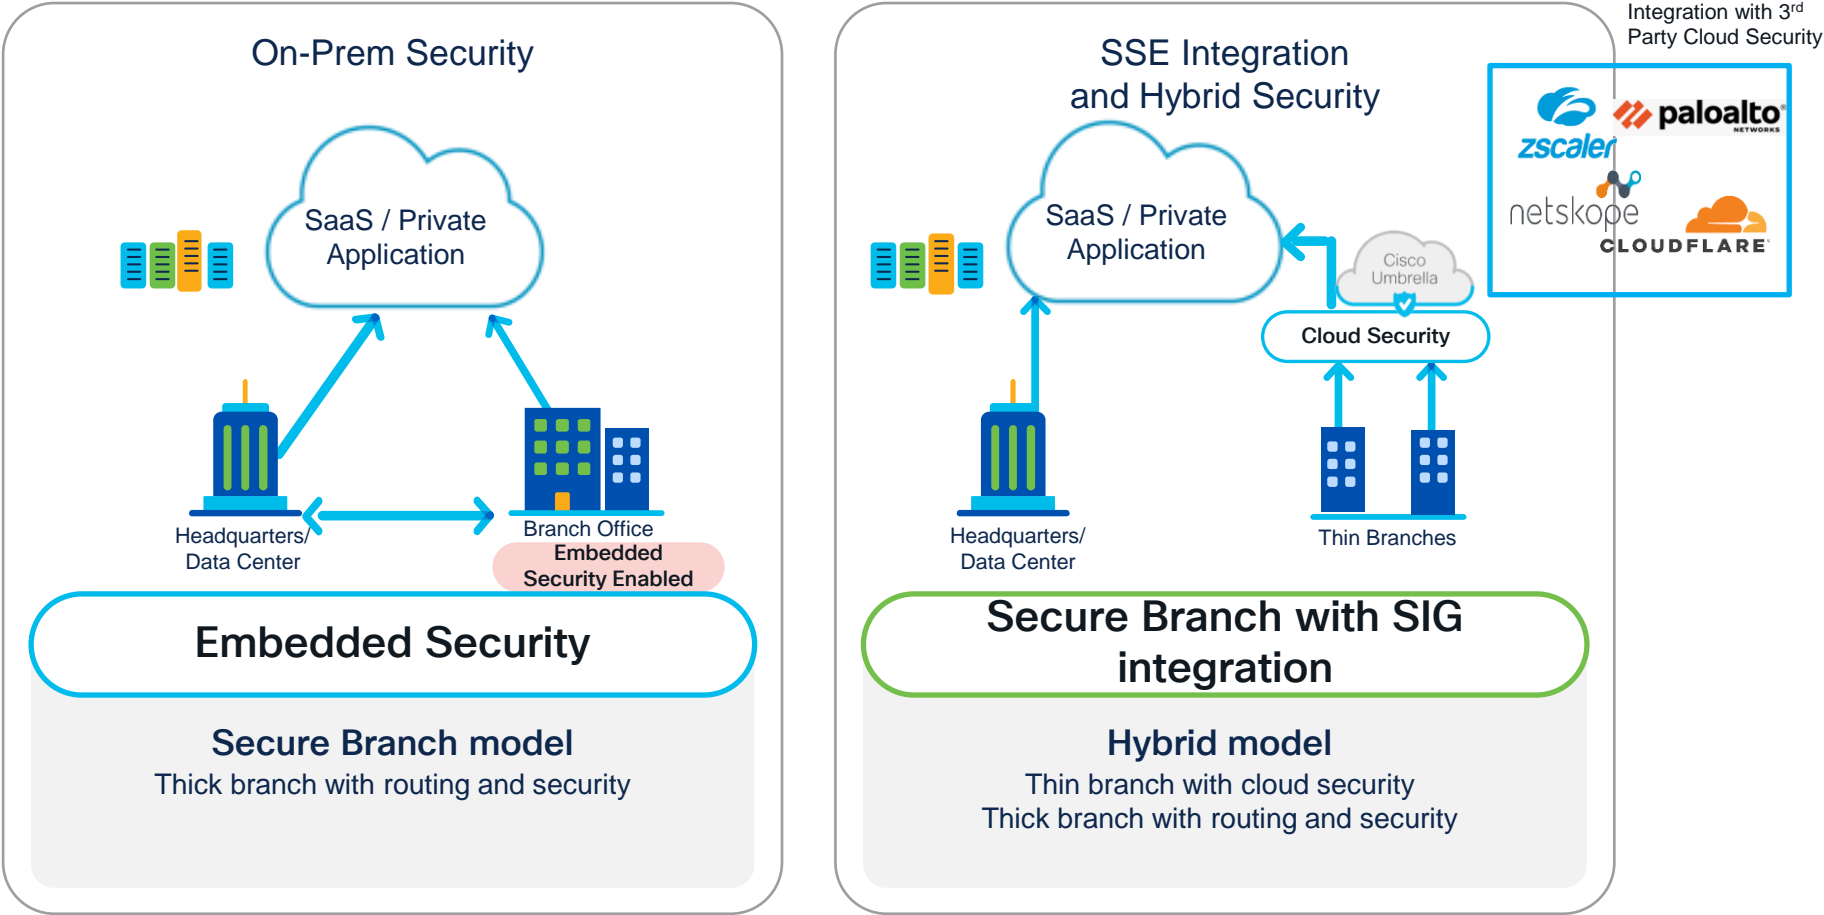 On-Prem Security
SaaS / Private
Application
Headquarters/
Data Center
Branch Office
Embedded
Security Enabled
Embedded Security
Secure Branch model
Thick branch with routing and security
SSE Integration
and Hybrid Security
SaaS / Private
Application
Cisco
Umbrella
Cloud Security
Headquarters/
Data Center
Thin Branches
Secure Branch with SIG
integration
Hybrid model
Thin branch with cloud security
Thick branch with routing and security
Integration with 3rd
Party Cloud Security
zscaler
paloalto®
NETWORKS
netskope
CLOUDFLARE